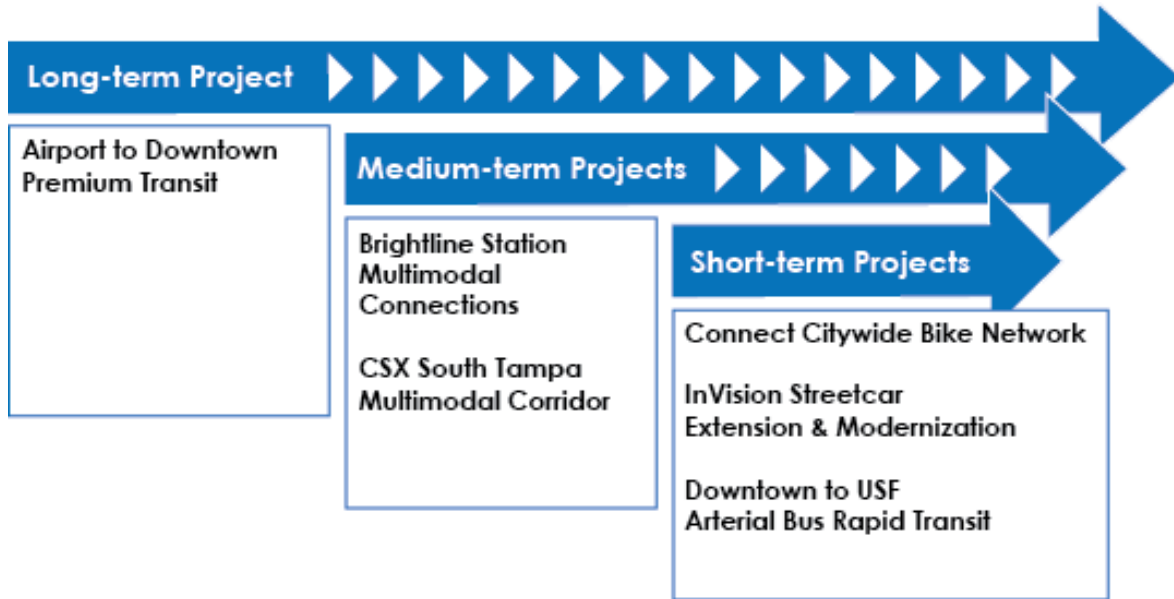 Long-term Project
Airport to Downtown
Premium Transit
Medium-term Projects
Brightline Station
Multimodal
Connections
CSX South Tampa
Multimodal Corridor
Short-term Projects
Connect Citywide Bike Network
InVision Streetcar
Extension & Modernization
Downtown to USF
Arterial Bus Rapid Transit